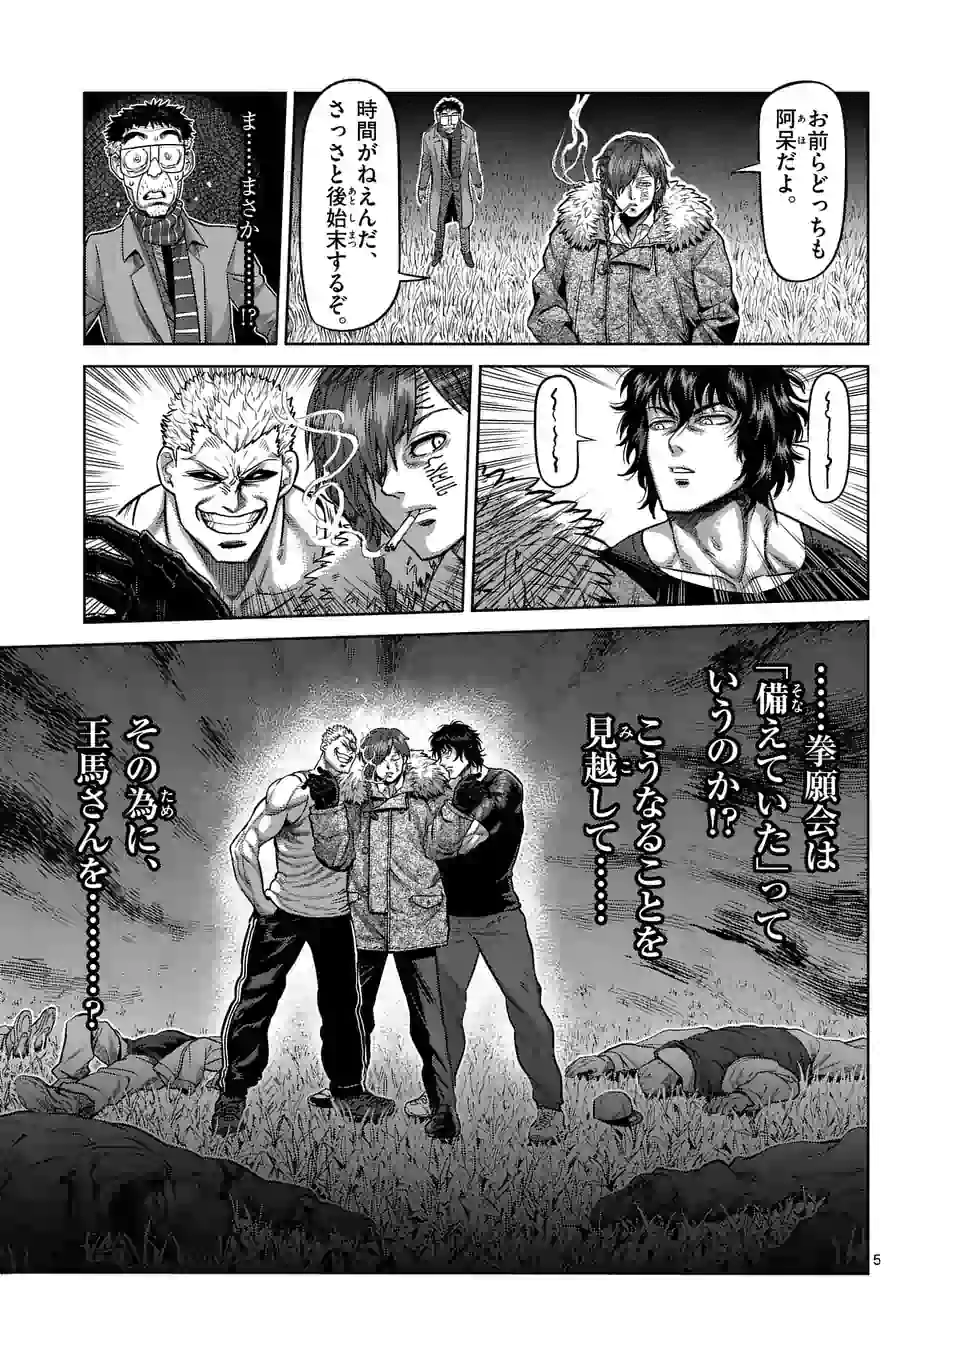 お前らどっちも
阿呆だよ。
時間がねえんだ、
さっさと後始末するぞ。
ま……まさか………!?
〜〜〜〜
〜〜〜〜
……拳願会は
「備えていた」って
いうのか!?
こうなることを
見越して……
その為に、
王馬さんを…………?
5